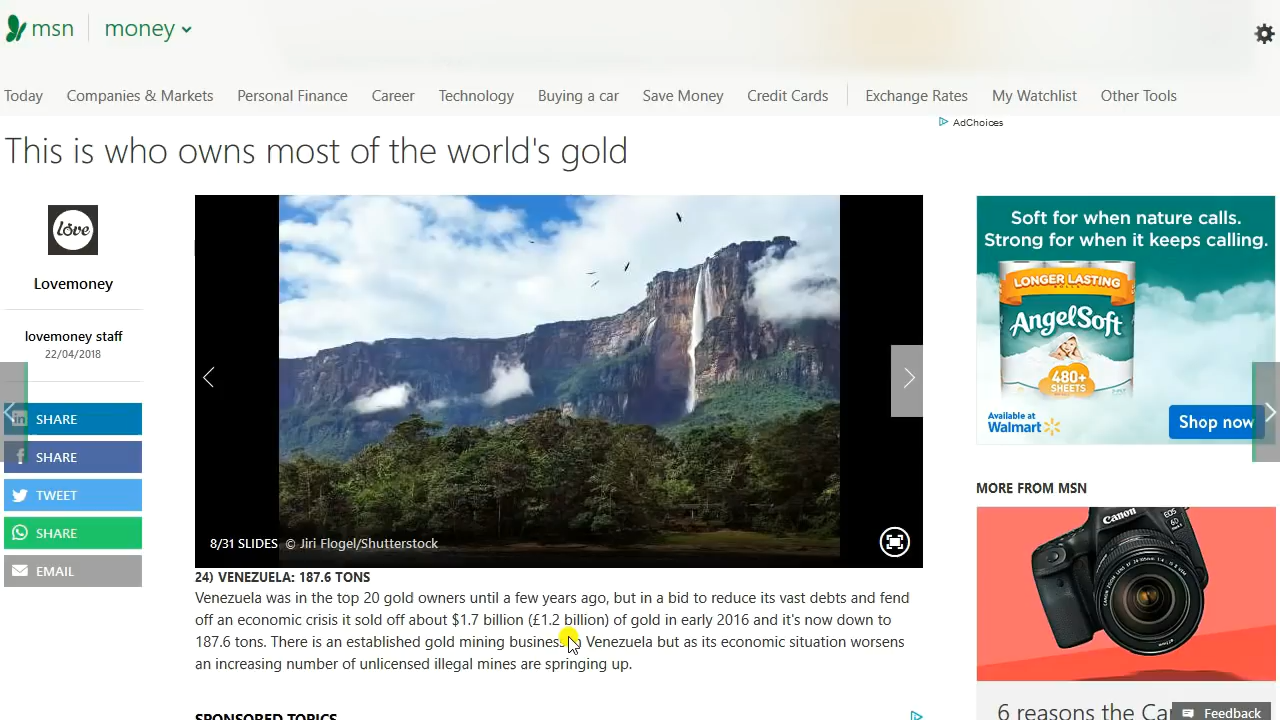 msn
money
Today
Companies & Markets
Personal Finance
Career
Technology
Buying a car
Save Money
Credit Cards
Exchange Rates
My Watchlist
Other Tools
AdChoices
This is who owns most of the world's gold
löve
Lovemoney
lovemoney staff
22/04/2018
in SHARE
f SHARE
TWEET
SHARE
EMAIL
8/31 SLIDES © Jiri Flogel/Shutterstock
24) VENEZUELA: 187.6 TONS
Venezuela was in the top 20 gold owners until a few years ago, but in a bid to reduce its vast debts and fend
off an economic crisis it sold off about $1.7 billion (£1.2 billion) of gold in early 2016 and it's now down to
187.6 tons. There is an established gold mining business Venezuela but as its economic situation worsens
an increasing number of unlicensed illegal mines are springing up.
SPONSORED TOPICS
Soft for when nature calls.
Strong for when it keeps calling.
LONGER LASTING
AngelSoft
480+
SHEETS
Available at
Walmart
Shop now
MORE FROM MSN
Canon
EOS
6D
6 reasons the
Feedback